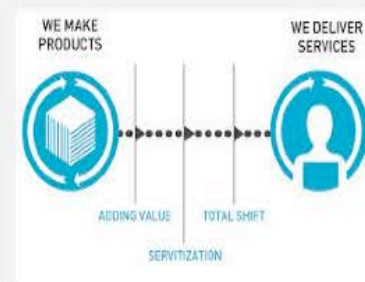 WE MAKE
PRODUCTS
WE DELIVER
SERVICES
ADDING VALUE
TOTAL SHIFT
SERVITIZATION